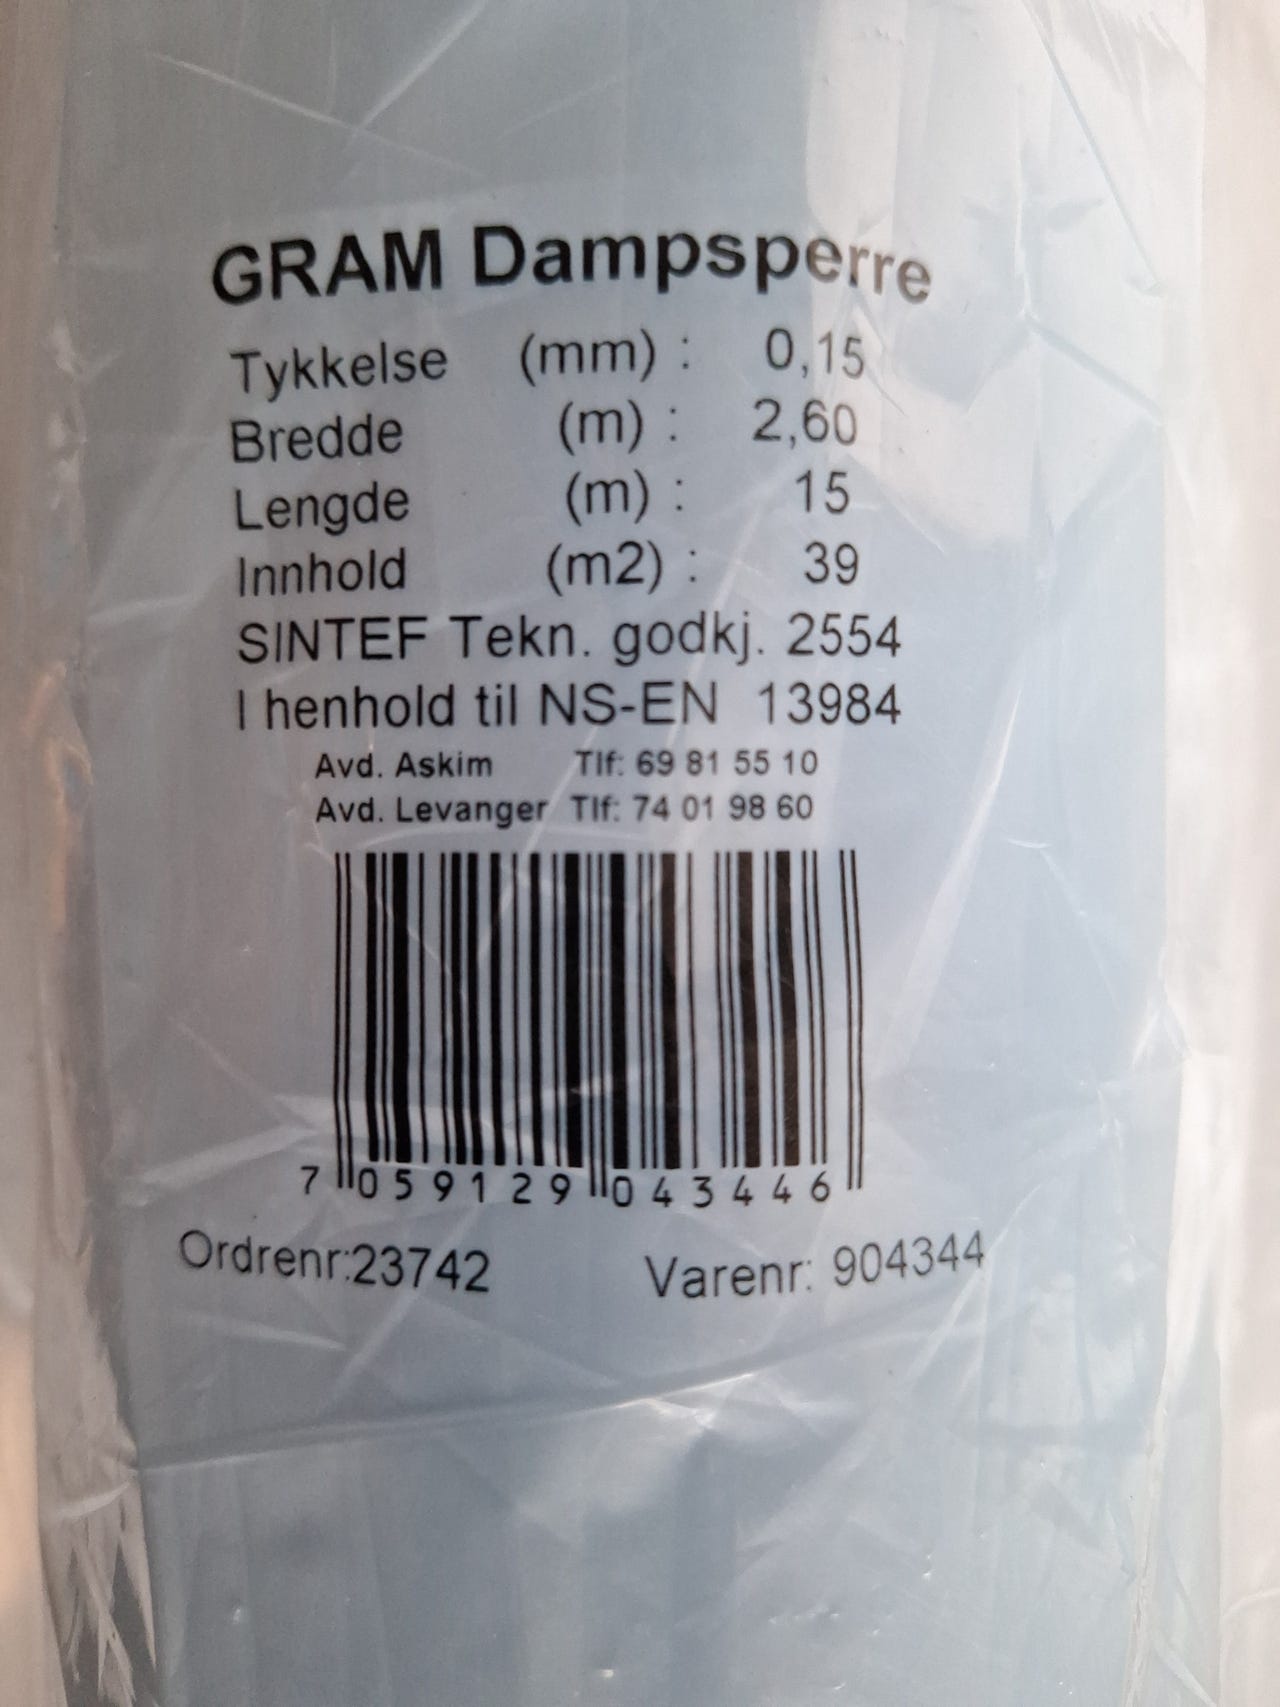 GRAM Dampsperre
Tykkelse (mm) : 0,15
Bredde (m) : 2,60
Lengde (m) : 15
Innhold (m2) : 39
SINTEF Tekn. godkj. 2554
I henhold til NS-EN 13984
Avd. Askim Tlf: 69 81 55 10
Avd. Levanger Tlf: 74 01 98 60
7 059129 043446
Ordrenr:23742 Varenr: 904344